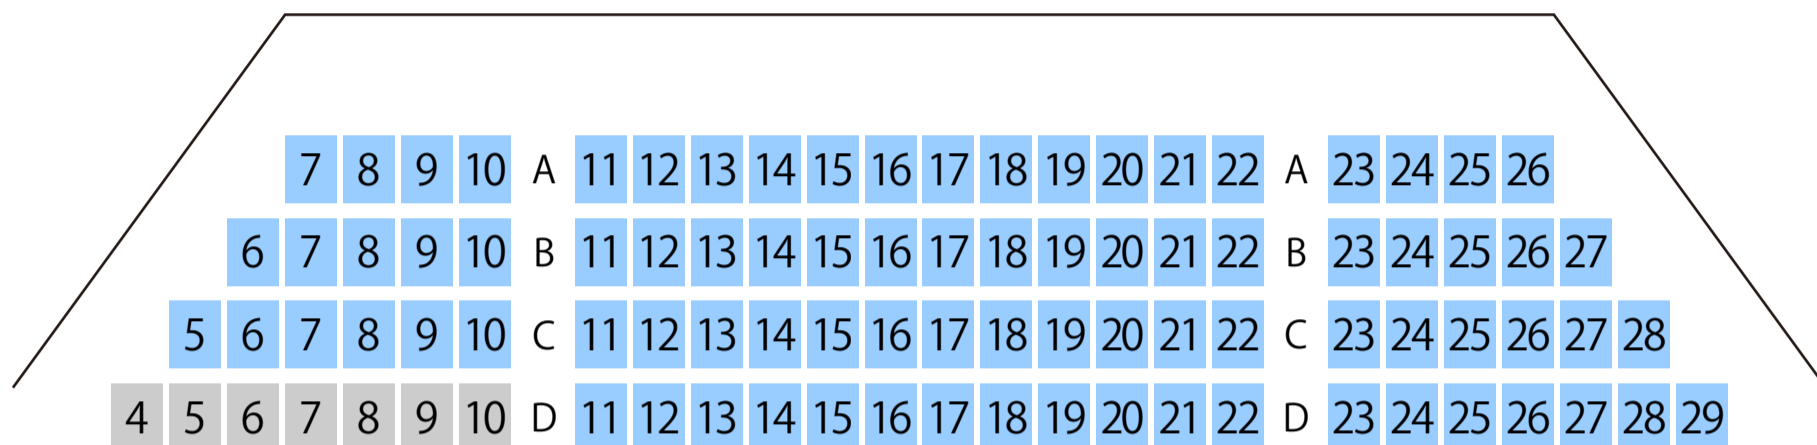 7 8 9 10 A 11 12 13 14 15 16 17 18 19 20 21 22 A 23 24 25 26
6 7 8 9 10 B 11 12 13 14 15 16 17 18 19 20 21 22 B 23 24 25 26 27
5 6 7 8 9 10 C 11 12 13 14 15 16 17 18 19 20 21 22 C 23 24 25 26 27 28
4 5 6 7 8 9 10 D 11 12 13 14 15 16 17 18 19 20 21 22 D 23 24 25 26 27 28 29